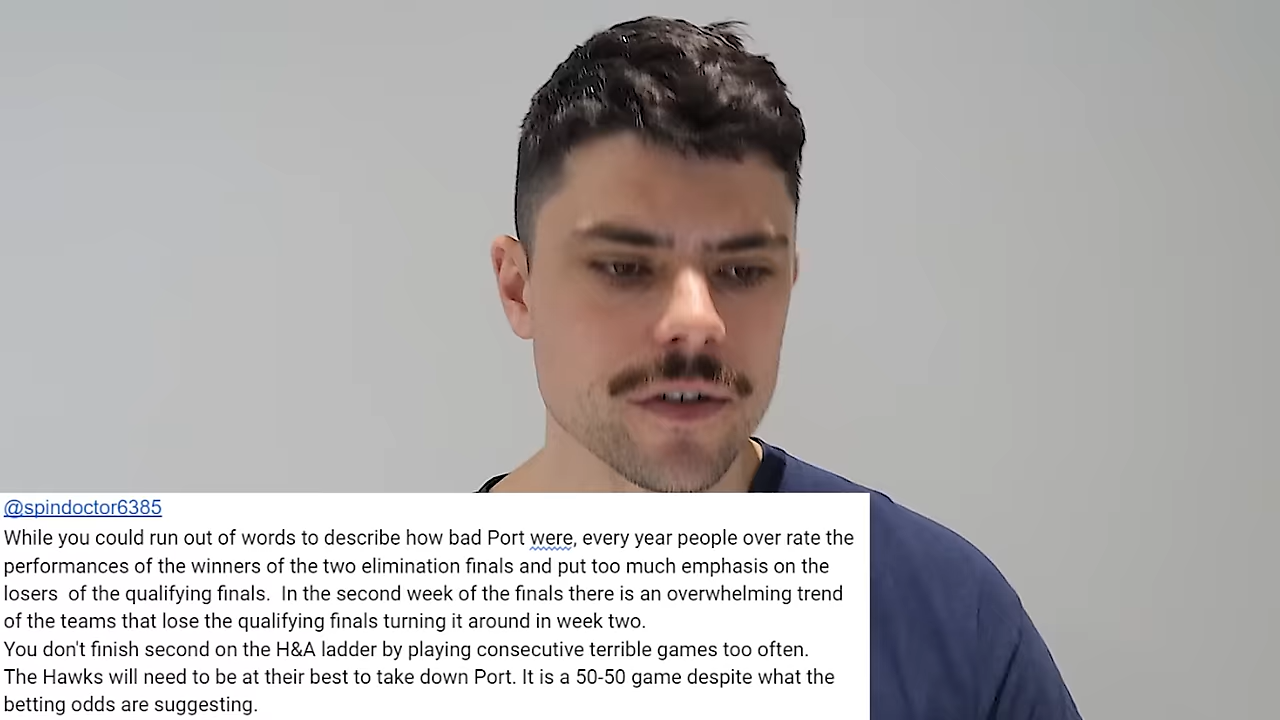 @spindoctor6385
While you could run out of words to describe how bad Port were, every year people over rate the
performances of the winners of the two elimination finals and put too much emphasis on the
losers  of the qualifying finals.  In the second week of the finals there is an overwhelming trend
of the teams that lose the qualifying finals turning it around in week two.
You don't finish second on the H&A ladder by playing consecutive terrible games too often.
The Hawks will need to be at their best to take down Port. It is a 50-50 game despite what the
betting odds are suggesting.